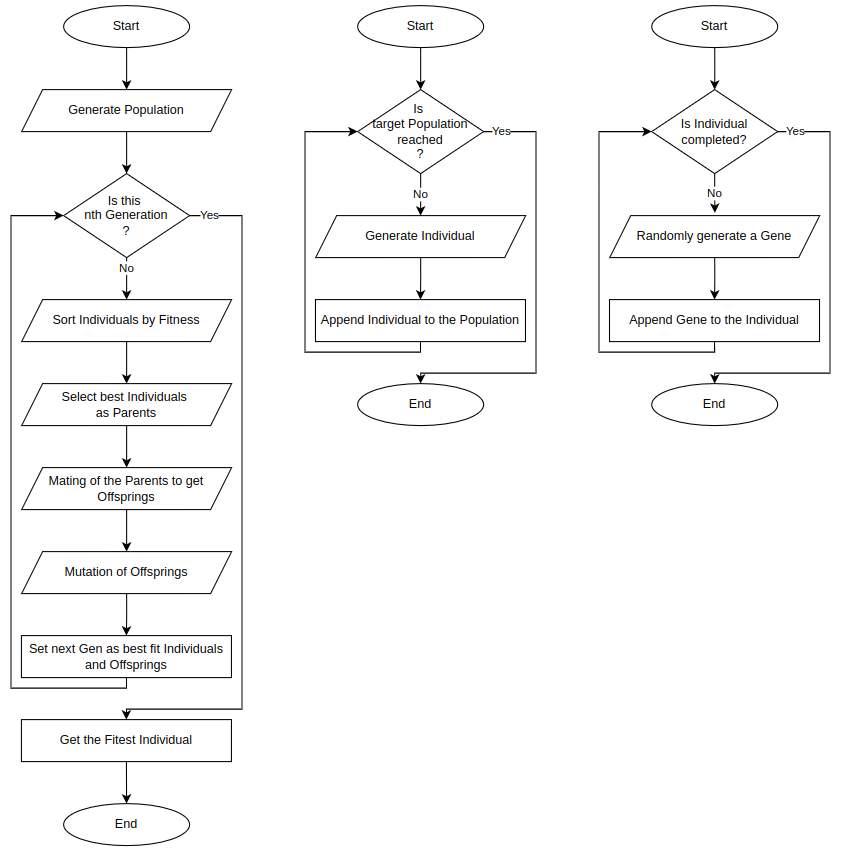 Start
Generate Population
Is this
nth Generation
?
Yes
No
Sort Individuals by Fitness
Select best Individuals
as Parents
Mating of the Parents to get
Offsprings
Mutation of Offsprings
Set next Gen as best fit Individuals
and Offsprings
Get the Fitest Individual
End
Start
Is
target Population
reached
?
Yes
No
Generate Individual
Append Individual to the Population
End
Start
Is Individual
completed?
Yes
No
Randomly generate a Gene
Append Gene to the Individual
End